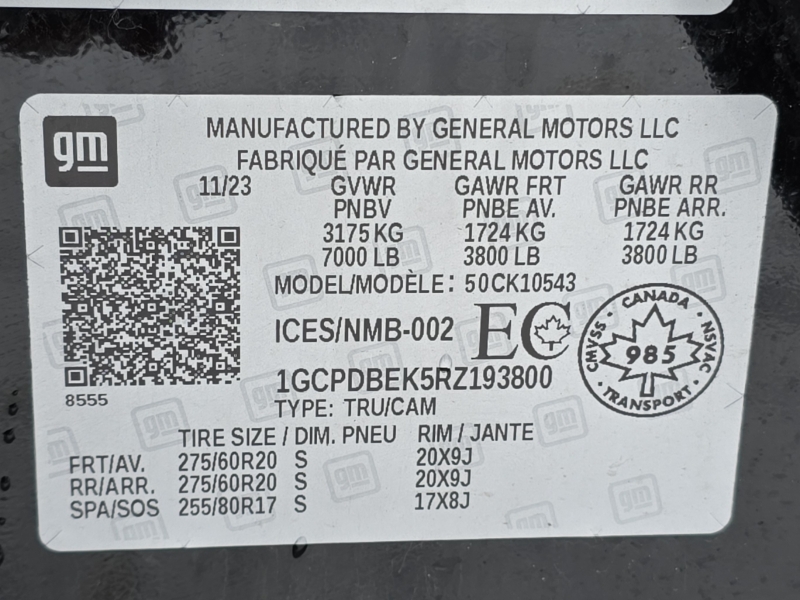 gm
MANUFACTURED BY GENERAL MOTORS LLC
FABRIQUÉ PAR GENERAL MOTORS LLC
11/23 GVWR GAWR FRT GAWR RR
PNBV PNBE AV. PNBE ARR.
3175 KG 1724 KG 1724 KG
7000 LB 3800 LB 3800 LB
MODEL/MODÈLE: 50CK10543
ICES/NMB-002 EC
CANADA
CMVSS 985 NSVAC
TRANSPORT
1GCPDBEK5RZ193800
8555
TYPE: TRU/CAM
TIRE SIZE / DIM. PNEU RIM / JANTE
FRT/AV. 275/60R20 S 20X9J
RR/ARR. 275/60R20 S 20X9J
SPA/SOS 255/80R17 S 17X8J